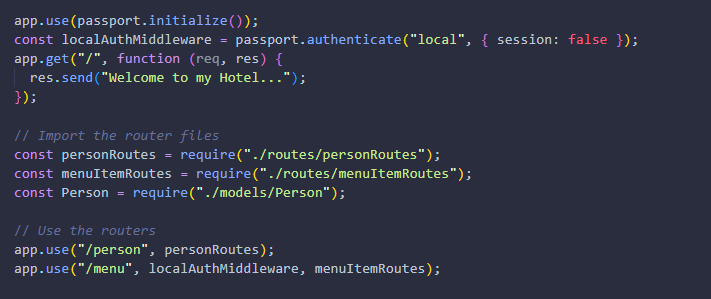 app.use(passport.initialize());
const localAuthMiddleware = passport.authenticate("local", { session: false });
app.get("/", function (req, res) {
  res.send("Welcome to my Hotel...");
});

// Import the router files
const personRoutes = require("./routes/personRoutes");
const menuItemRoutes = require("./routes/menuItemRoutes");
const Person = require("./models/Person");

// Use the routers
app.use("/person", personRoutes);
app.use("/menu", localAuthMiddleware, menuItemRoutes);